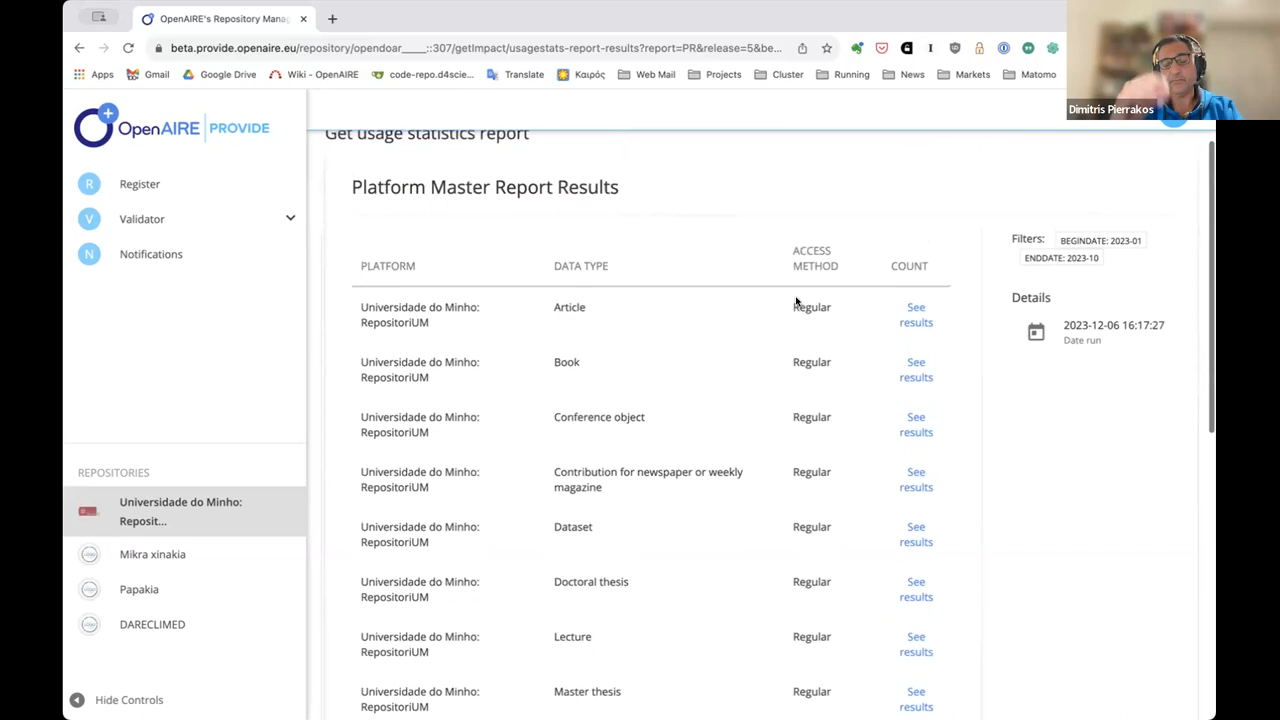 OpenAIRE's Repository Mana
beta.provide.openaire.eu/repository/opendoar____::307/getImpact/usagestats-report-results?report=PR&release=5&be...
Apps
Gmail
Google Drive
Wiki - OpenAIRE
code-repo.d4scie...
Translate
Καιρός
Web Mail
Projects
Cluster
Running
News
Markets
Matomo
Dimitris Pierrakos
OpenAIRE PROVIDE
R Register
V Validator
N Notifications
REPOSITORIES
Universidade do Minho:
Reposit...
Mikra xinakia
Papakia
DARECLIMED
Hide Controls
Get usage statistics report
Platform Master Report Results
PLATFORM DATA TYPE ACCESS METHOD COUNT
Universidade do Minho: Article Regular See
RepositoriUM results
Universidade do Minho: Book Regular See
RepositoriUM results
Universidade do Minho: Conference object Regular See
RepositoriUM results
Universidade do Minho: Contribution for newspaper or weekly Regular See
RepositoriUM magazine results
Universidade do Minho: Dataset Regular See
RepositoriUM results
Universidade do Minho: Doctoral thesis Regular See
RepositoriUM results
Universidade do Minho: Lecture Regular See
RepositoriUM results
Universidade do Minho: Master thesis Regular See
RepositoriUM results
Filters: BEGINDATE: 2023-01
ENDDATE: 2023-10
Details
2023-12-06 16:17:27
Date run